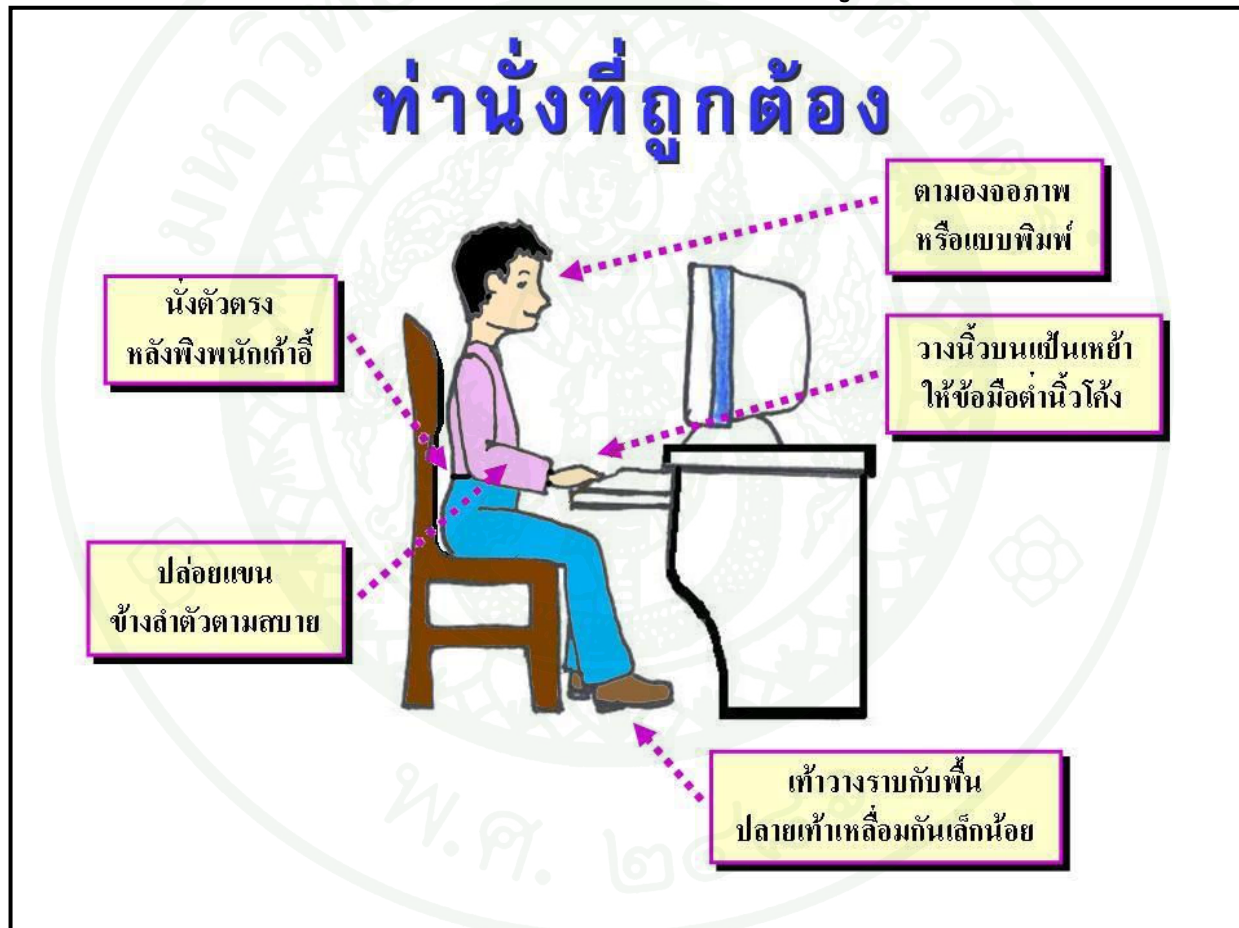 ท่านั่งที่ถูกต้อง
ตามองจอภาพ
หรือแบบพิมพ์
นั่งตัวตรง
หลังพิงพนักเก้าอี้
วางนิ้วบนแป้นเหย้า
ให้ข้อมือต่ำนิ้วโค้ง
ปล่อยแขน
ข้างลำตัวตามสบาย
เท้าวางราบกับพื้น
ปลายเท้าเหลื่อมกันเล็กน้อย
พ.ศ.